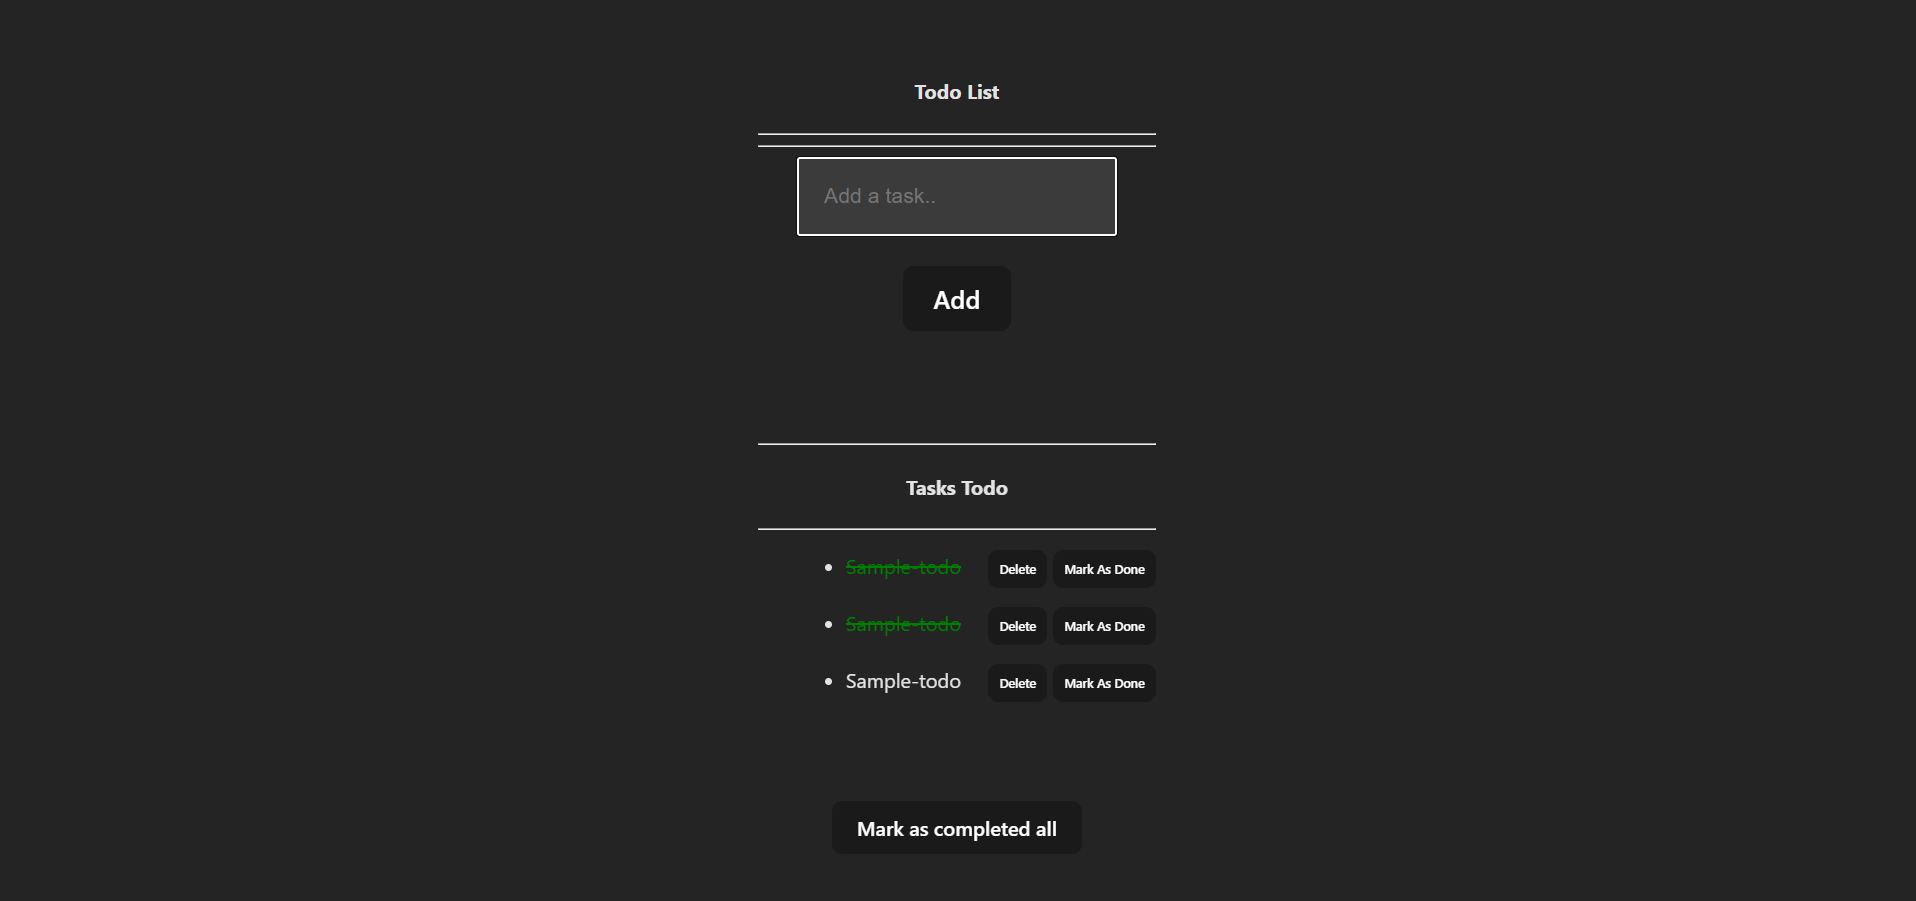 Todo List
Add a task..
Add
Tasks Todo
Sample-todo Delete Mark As Done
Sample-todo Delete Mark As Done
Sample-todo Delete Mark As Done
Mark as completed all